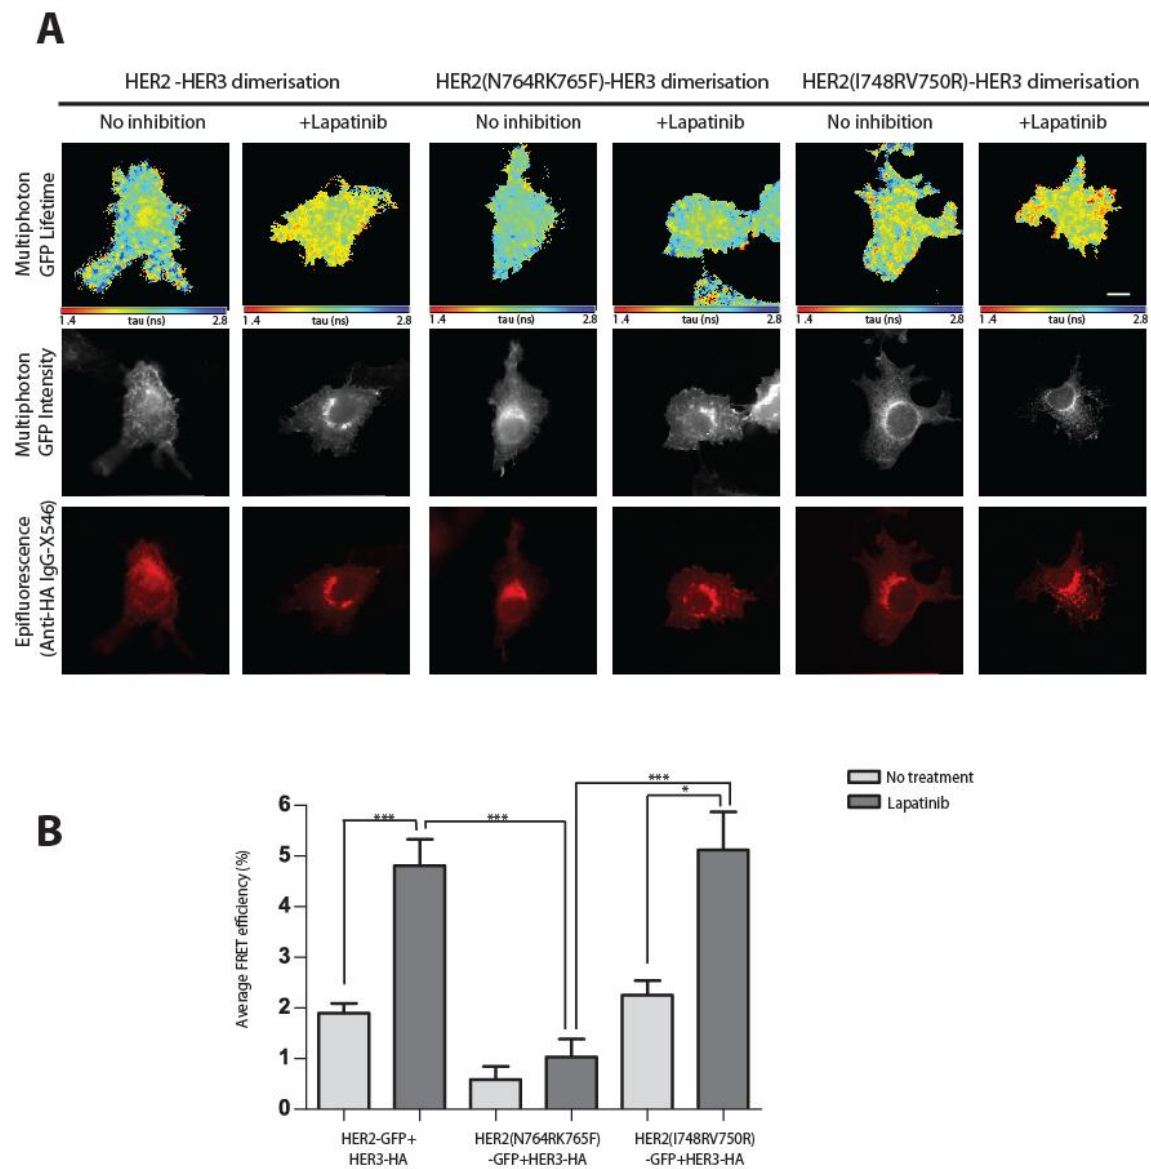 A
HER2 -HER3 dimerisation
HER2(N764RK765F)-HER3 dimerisation
HER2(I748RV750R)-HER3 dimerisation
No inhibition
+Lapatinib
No inhibition
+Lapatinib
No inhibition
+Lapatinib
Multiphoton
GFP Lifetime
1.4 tau (ns) 2.8
1.4 tau (ns) 2.8
1.4 tau (ns) 2.8
1.4 tau (ns) 2.8
1.4 tau (ns) 2.8
1.4 tau (ns) 2.8
Multiphoton
GFP Intensity
Epifluorescence
(Anti-HA IgG-X546)
B
No treatment
Lapatinib
Average FRET efficiency (%)
6
5
4
3
2
1
0
***
***
***
*
HER2-GFP+
HER3-HA
HER2(N764RK765F)
-GFP+HER3-HA
HER2(I748RV750R)
-GFP+HER3-HA